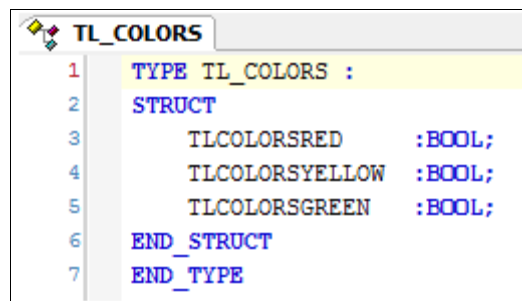 TL_COLORS
1 TYPE TL_COLORS :
2 STRUCT
3 TLCOLORSRED :BOOL;
4 TLCOLORSYELLOW :BOOL;
5 TLCOLORSGREEN :BOOL;
6 END_STRUCT
7 END_TYPE